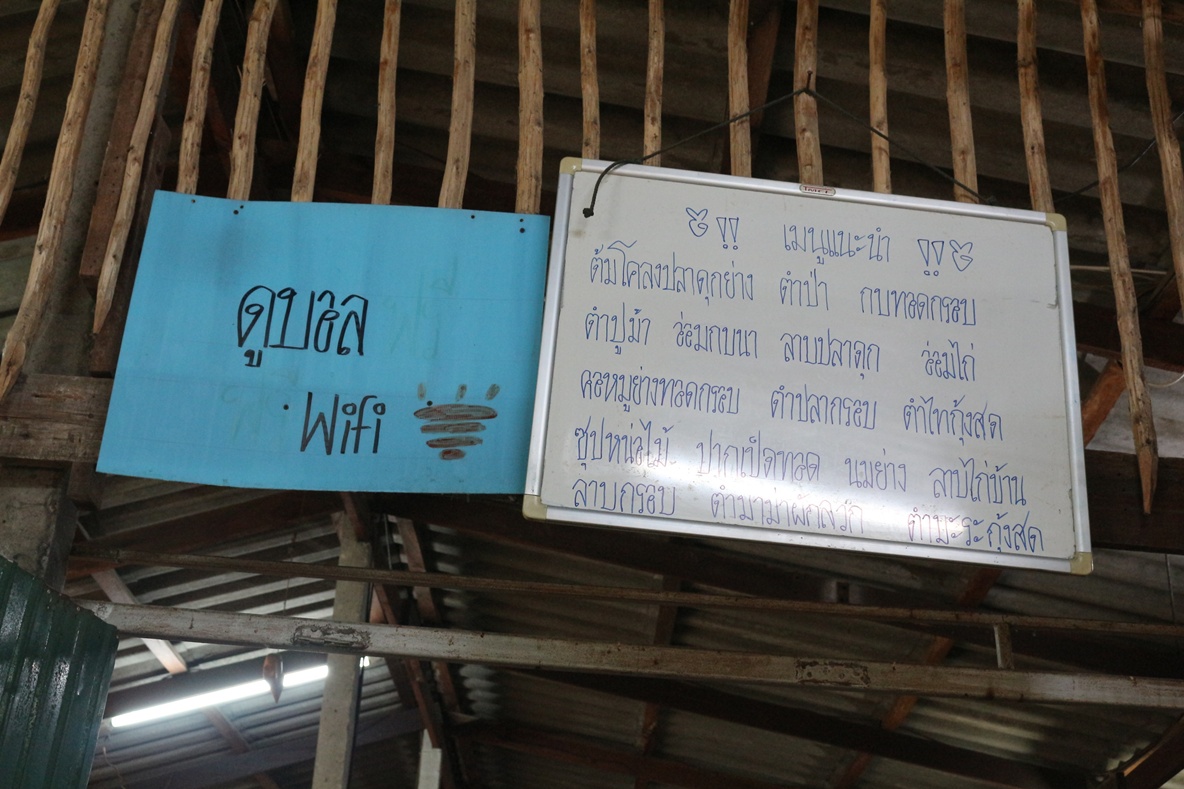 ดูบอล
Wifi
เมนูแนะนำ
ต้มโคลงปลาดุกย่าง ตำป่า กบทอดกรอบ
ตำปูม้า อ่อมกบนา ลาบปลาดุก อ่อมไก่
คอหมูย่างทอดกรอบ ตำปลากรอบ ตำไทกุ้งสด
ซุปหน่อไม้ ปากเป็ดทอด นมย่าง ลาบไก่บ้าน
ลาบกรอบ ตำมาม่าผักลวก ตำมะระกุ้งสด